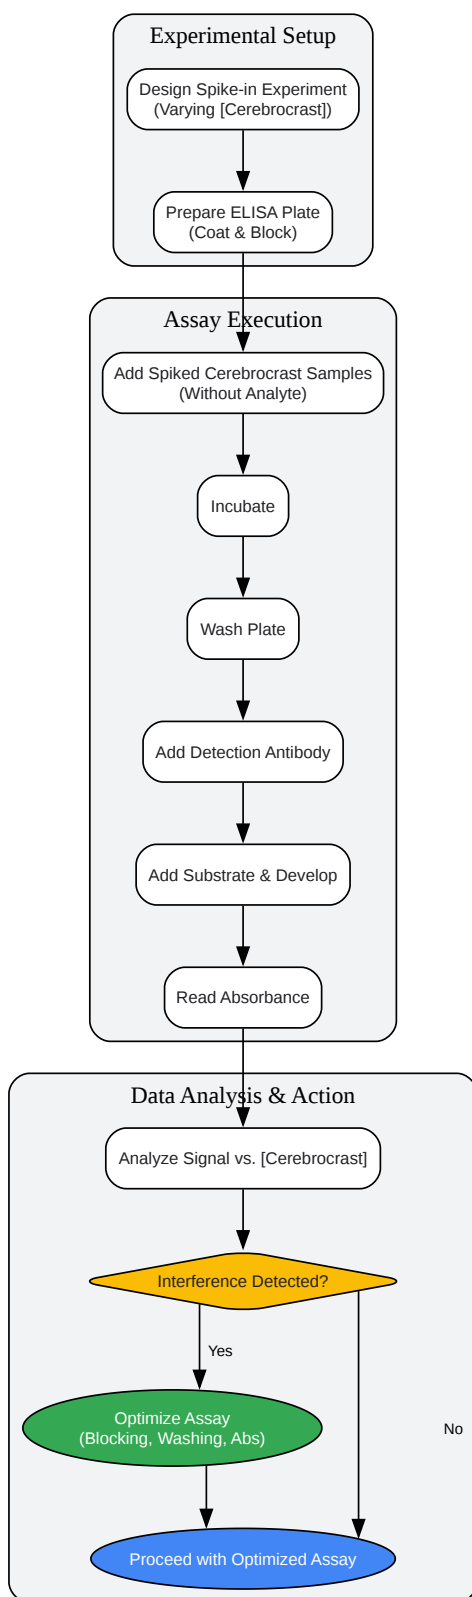 Experimental Setup
Design Spike-in Experiment
(Varying [Cerebrocrast])
Prepare ELISA Plate
(Coat & Block)
Assay Execution
Add Spiked Cerebrocrast Samples
(Without Analyte)
Incubate
Wash Plate
Add Detection Antibody
Add Substrate & Develop
Read Absorbance
Data Analysis & Action
Analyze Signal vs. [Cerebrocrast]
Interference Detected?
Yes
Optimize Assay
(Blocking, Washing, Abs)
No
Proceed with Optimized Assay